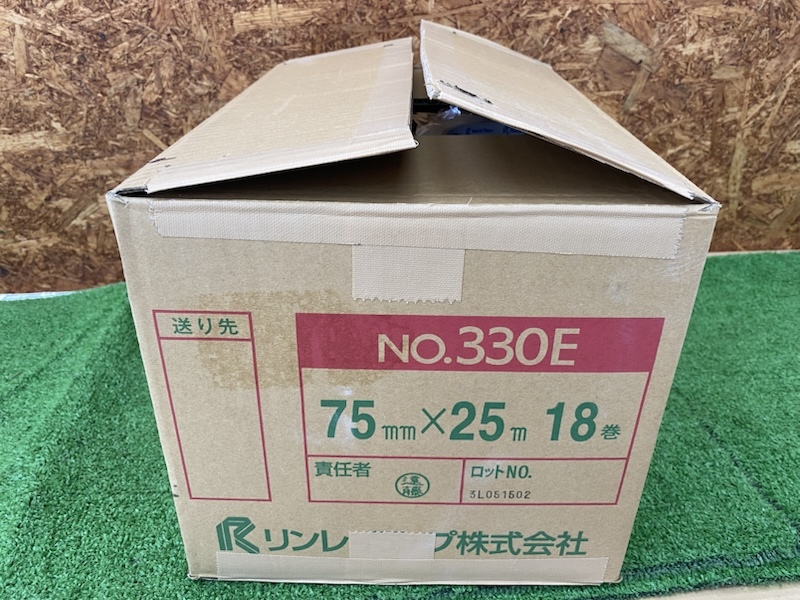 送り先
NO.330E
75mm×25m 18巻
責任者
ロットNO.
3L051502
リンレ プ株式会社